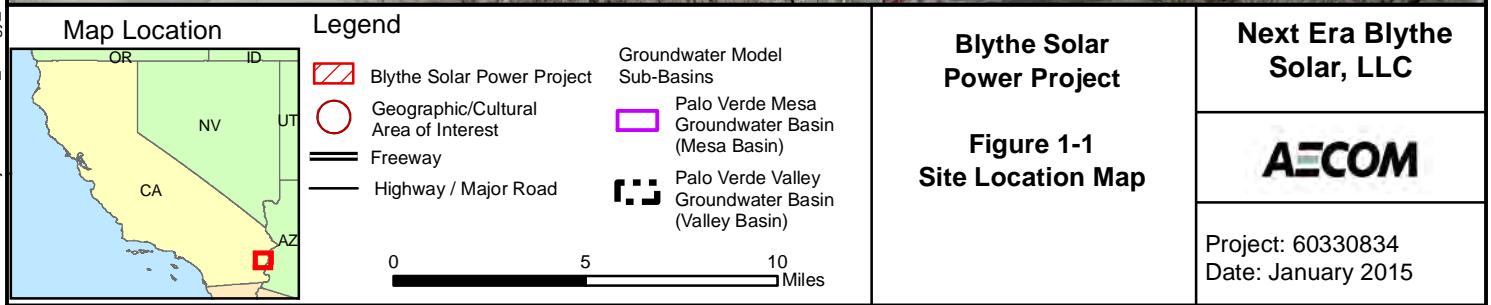 Map Location
OR
ID
NV
UT
CA
AZ
Legend
Blythe Solar Power Project
Geographic/Cultural
Area of Interest
Freeway
Highway / Major Road
Groundwater Model
Sub-Basins
Palo Verde Mesa
Groundwater Basin
(Mesa Basin)
Palo Verde Valley
Groundwater Basin
(Valley Basin)
0
5
10
Miles
Blythe Solar
Power Project
Figure 1-1
Site Location Map
Next Era Blythe
Solar, LLC
AECOM
Project: 60330834
Date: January 2015